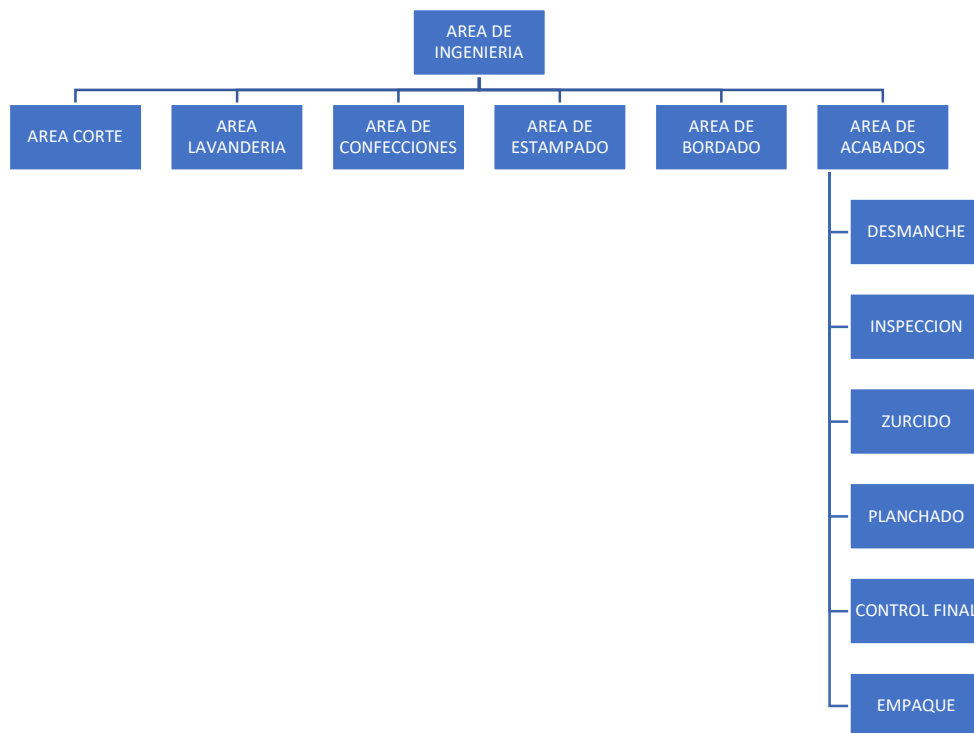 AREA DE
INGENIERIA
AREA CORTE
AREA
LAVANDERIA
AREA DE
CONFECCIONES
AREA DE
ESTAMPADO
AREA DE
BORDADO
AREA DE
ACABADOS
DESMANCHE
INSPECCION
ZURCIDO
PLANCHADO
CONTROL FINAL
EMPAQUE